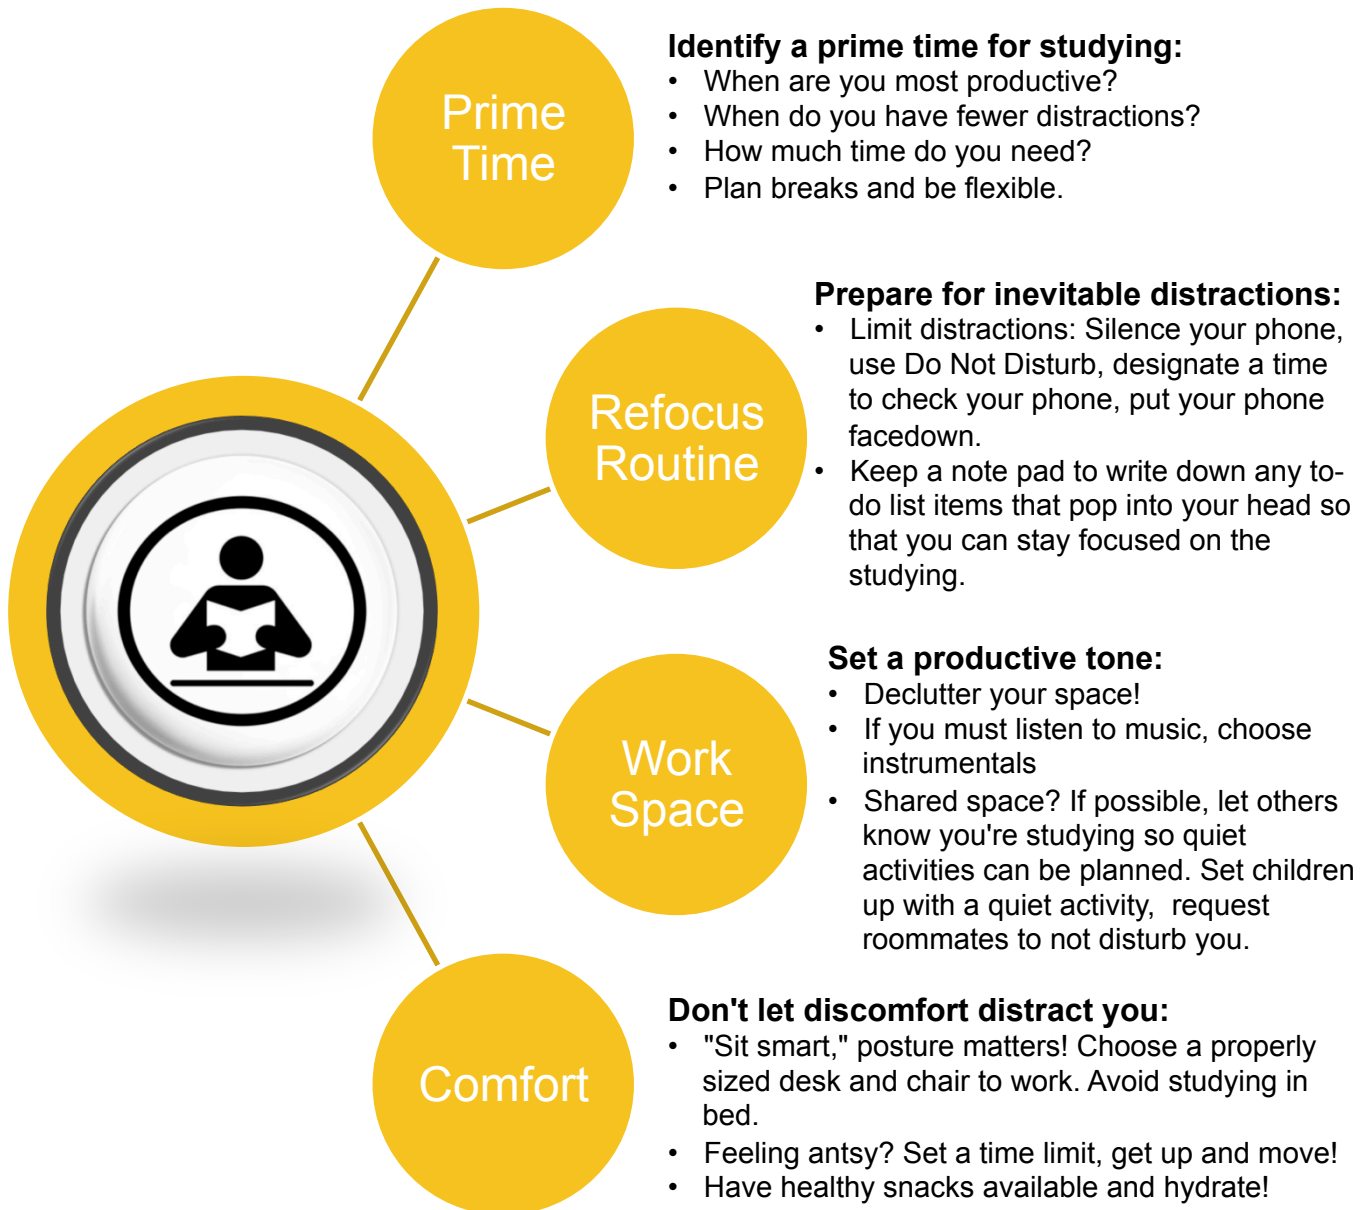 Prime
Time
Identify a prime time for studying:
• When are you most productive?
• When do you have fewer distractions?
• How much time do you need?
• Plan breaks and be flexible.
Refocus
Routine
Prepare for inevitable distractions:
• Limit distractions: Silence your phone,
use Do Not Disturb, designate a time
to check your phone, put your phone
facedown.
• Keep a note pad to write down any to-
do list items that pop into your head so
that you can stay focused on the
studying.
Work
Space
Set a productive tone:
• Declutter your space!
• If you must listen to music, choose
instrumentals
• Shared space? If possible, let others
know you're studying so quiet
activities can be planned. Set children
up with a quiet activity,  request
roommates to not disturb you.
Comfort
Don't let discomfort distract you:
• "Sit smart," posture matters! Choose a properly
sized desk and chair to work. Avoid studying in
bed.
• Feeling antsy? Set a time limit, get up and move!
• Have healthy snacks available and hydrate!